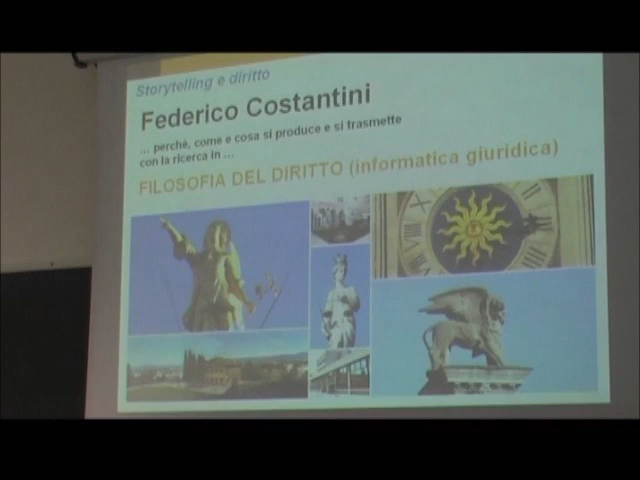 Storytelling e diritto
Federico Costantini
... perché, come e cosa si produce e si trasmette
con la ricerca in ...
FILOSOFIA DEL DIRITTO (informatica giuridica)